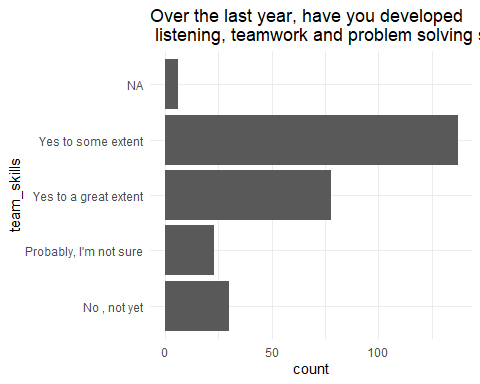 Over the last year, have you developed
listening, teamwork and problem solving
NA
Yes to some extent
Yes to a great extent
Probably, I'm not sure
No , not yet
team_skills
0
50
100
count